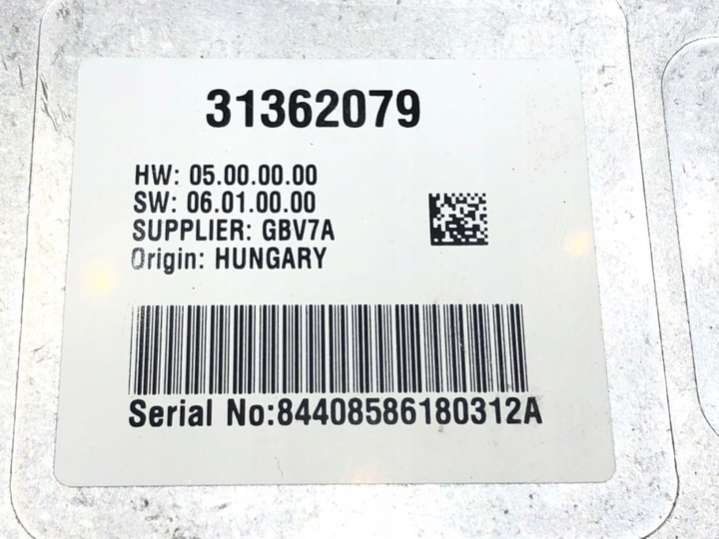 31362079
HW: 05.00.00.00
SW: 06.01.00.00
SUPPLIER: GBV7A
Origin: HUNGARY
Serial No:84408586180312A